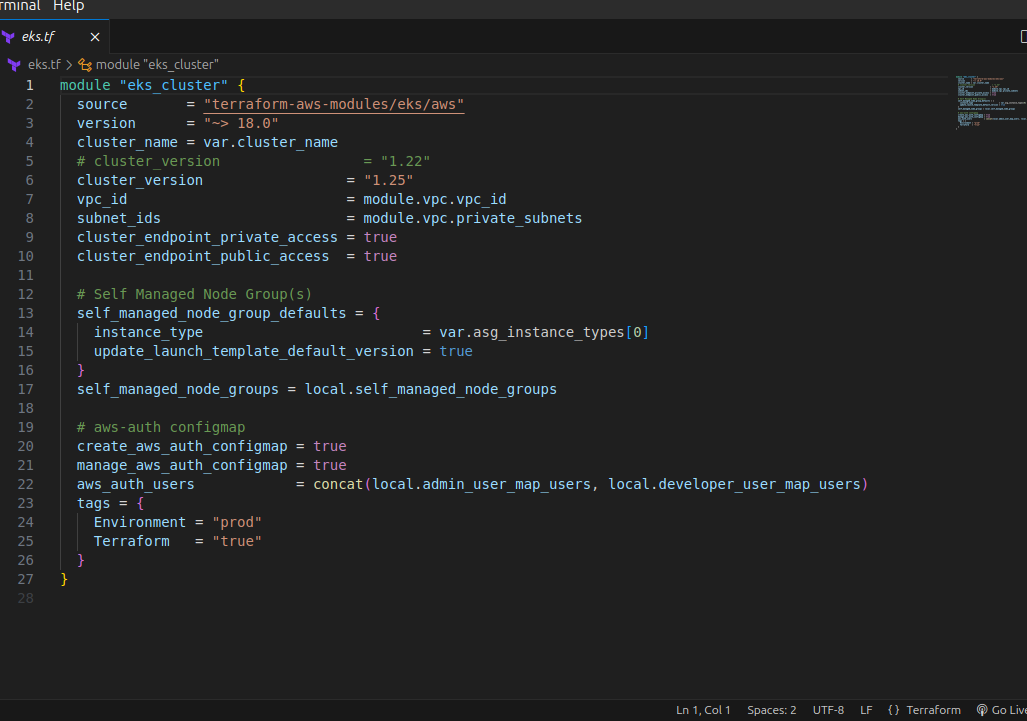 rminal Help
eks.tf
eks.tf > module "eks_cluster"
1 module "eks_cluster" {
2 source = "terraform-aws-modules/eks/aws"
3 version = "~> 18.0"
4 cluster_name = var.cluster_name
5 # cluster_version = "1.22"
6 cluster_version = "1.25"
7 vpc_id = module.vpc.vpc_id
8 subnet_ids = module.vpc.private_subnets
9 cluster_endpoint_private_access = true
10 cluster_endpoint_public_access = true
11
12 # Self Managed Node Group(s)
13 self_managed_node_group_defaults = {
14 instance_type = var.asg_instance_types[0]
15 update_launch_template_default_version = true
16 }
17 self_managed_node_groups = local.self_managed_node_groups
18
19 # aws-auth configmap
20 create_aws_auth_configmap = true
21 manage_aws_auth_configmap = true
22 aws_auth_users = concat(local.admin_user_map_users, local.developer_user_map_users)
23 tags = {
24 Environment = "prod"
25 Terraform = "true"
26 }
27 }
28
Ln 1, Col 1 Spaces: 2 UTF-8 LF {} Terraform Go Live